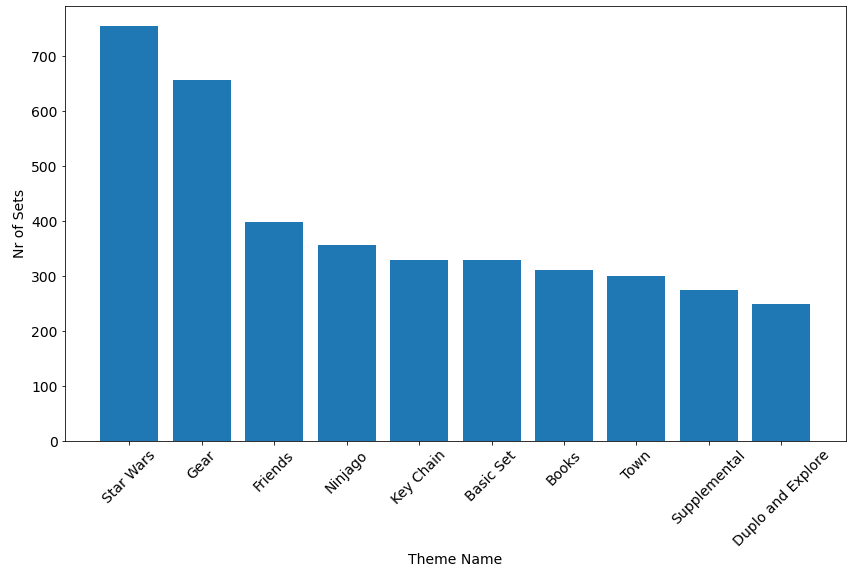 Nr of Sets
700
600
500
400
300
200
100
0
Star Wars
Gear
Friends
Ninjago
Key Chain
Basic Set
Books
Town
Supplemental
Duplo and Explore
Theme Name